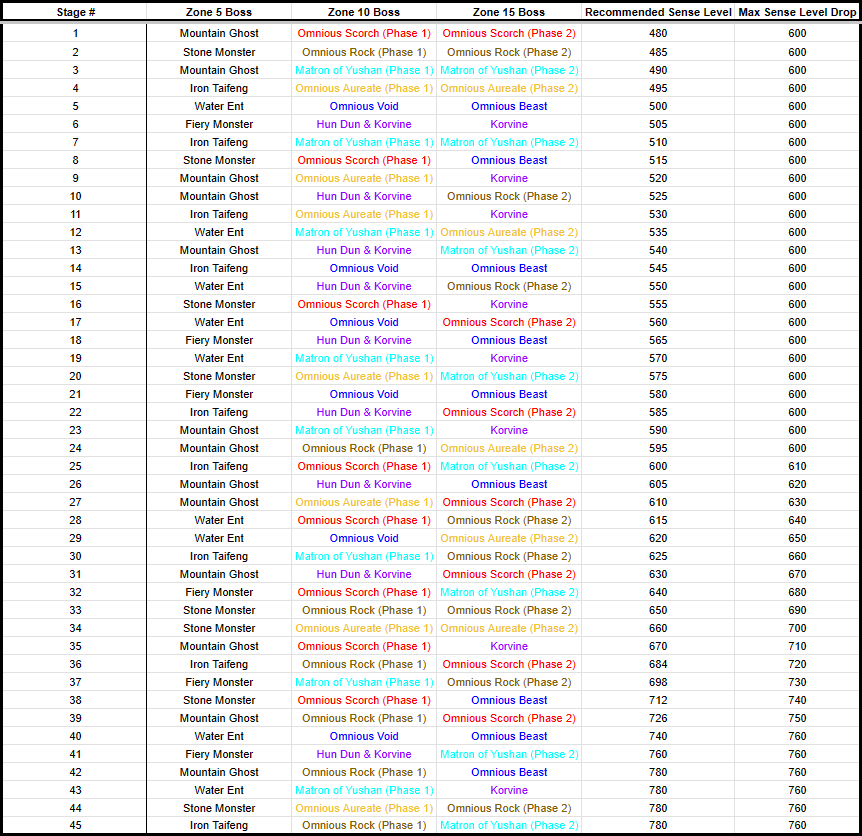 Stage # Zone 5 Boss Zone 10 Boss Zone 15 Boss Recommended Sense Level Max Sense Level Drop
1 Mountain Ghost Omnious Scorch (Phase 1) Omnious Scorch (Phase 2) 480 600
2 Stone Monster Omnious Rock (Phase 1) Omnious Rock (Phase 2) 485 600
3 Mountain Ghost Matron of Yushan (Phase 1) Matron of Yushan (Phase 2) 490 600
4 Iron Taifeng Omnious Aureate (Phase 1) Omnious Aureate (Phase 2) 495 600
5 Water Ent Omnious Void Omnious Beast 500 600
6 Fiery Monster Hun Dun & Korvine Korvine 505 600
7 Iron Taifeng Matron of Yushan (Phase 1) Matron of Yushan (Phase 2) 510 600
8 Stone Monster Omnious Scorch (Phase 1) Omnious Beast 515 600
9 Mountain Ghost Omnious Aureate (Phase 1) Korvine 520 600
10 Mountain Ghost Hun Dun & Korvine Omnious Rock (Phase 2) 525 600
11 Iron Taifeng Omnious Aureate (Phase 1) Korvine 530 600
12 Water Ent Matron of Yushan (Phase 1) Omnious Aureate (Phase 2) 535 600
13 Mountain Ghost Hun Dun & Korvine Matron of Yushan (Phase 2) 540 600
14 Iron Taifeng Omnious Void Omnious Beast 545 600
15 Water Ent Hun Dun & Korvine Omnious Rock (Phase 2) 550 600
16 Stone Monster Omnious Scorch (Phase 1) Korvine 555 600
17 Water Ent Omnious Void Omnious Scorch (Phase 2) 560 600
18 Fiery Monster Hun Dun & Korvine Omnious Beast 565 600
19 Water Ent Matron of Yushan (Phase 1) Korvine 570 600
20 Stone Monster Omnious Aureate (Phase 1) Matron of Yushan (Phase 2) 575 600
21 Fiery Monster Omnious Void Omnious Beast 580 600
22 Iron Taifeng Hun Dun & Korvine Omnious Scorch (Phase 2) 585 600
23 Mountain Ghost Matron of Yushan (Phase 1) Korvine 590 600
24 Mountain Ghost Omnious Rock (Phase 1) Omnious Aureate (Phase 2) 595 600
25 Iron Taifeng Omnious Scorch (Phase 1) Matron of Yushan (Phase 2) 600 610
26 Mountain Ghost Hun Dun & Korvine Omnious Beast 605 620
27 Mountain Ghost Omnious Aureate (Phase 1) Omnious Scorch (Phase 2) 610 630
28 Water Ent Omnious Scorch (Phase 1) Omnious Rock (Phase 2) 615 640
29 Water Ent Omnious Void Omnious Aureate (Phase 2) 620 650
30 Iron Taifeng Matron of Yushan (Phase 1) Omnious Rock (Phase 2) 625 660
31 Mountain Ghost Hun Dun & Korvine Omnious Scorch (Phase 2) 630 670
32 Fiery Monster Omnious Scorch (Phase 1) Matron of Yushan (Phase 2) 640 680
33 Stone Monster Omnious Rock (Phase 1) Omnious Rock (Phase 2) 650 690
34 Stone Monster Omnious Aureate (Phase 1) Omnious Aureate (Phase 2) 660 700
35 Mountain Ghost Omnious Scorch (Phase 1) Korvine 670 710
36 Iron Taifeng Omnious Rock (Phase 1) Omnious Scorch (Phase 2) 684 720
37 Fiery Monster Matron of Yushan (Phase 1) Omnious Rock (Phase 2) 698 730
38 Stone Monster Omnious Scorch (Phase 1) Omnious Beast 712 740
39 Mountain Ghost Omnious Rock (Phase 1) Omnious Scorch (Phase 2) 726 750
40 Water Ent Omnious Void Omnious Beast 740 760
41 Fiery Monster Hun Dun & Korvine Matron of Yushan (Phase 2) 760 760
42 Mountain Ghost Omnious Rock (Phase 1) Omnious Beast 780 760
43 Water Ent Matron of Yushan (Phase 1) Korvine 780 760
44 Stone Monster Omnious Aureate (Phase 1) Omnious Rock (Phase 2) 780 760
45 Iron Taifeng Omnious Rock (Phase 1) Matron of Yushan (Phase 2) 780 760